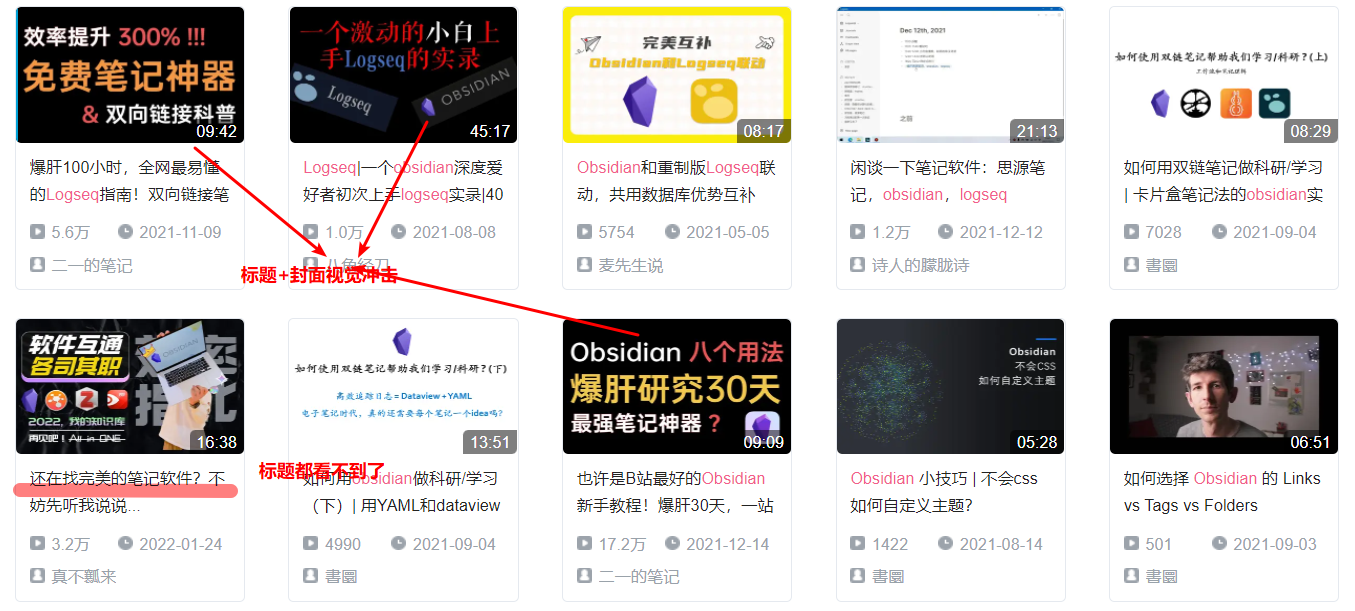 效率提升 300% !!!
免费笔记神器
& 双向链接科普
09:42
爆肝100小时，全网最易懂
的Logseq指南！双向链接笔
5.6万 2021-11-09
二一的笔记
一个激动的小白上
手Logseq的实录
Logseq
OBSIDIAN
45:17
Logseq|一个obsidian深度爱
好者初次上手logseq实录|40
1.0万 2021-08-08
标题+封面视觉冲击
完美互补
Obsidian和Logseq联动
08:17
Obsidian和重制版Logseq联
动，共用数据库优势互补
5754 2021-05-05
麦先生说
Dec 12th, 2021
之园
21:13
闲谈一下笔记软件：思源笔
记，obsidian，logseq
1.2万 2021-12-12
诗人的朦胧诗
如何使用双链笔记帮助我们学习/科研?(上)
08:29
如何用双链笔记做科研/学习
| 卡片盒笔记法的obsidian实
7028 2021-09-04
書圜
软件互通
各司其职
效率指北
OBSIDIAN
2022, 我的知识库
再见吧！All in ONE
16:38
还在找完美的笔记软件？不
妨先听我说说...
3.2万 2022-01-24
真不瓤来
如何使用双链笔记帮助我们学习/科研?(下)
高效追踪日志=Dataview+YAML
电子笔记时代，真的还需要每个笔记一个idea吗?
13:51
标题都看不到了
如何用obsidian做科研/学习
（下）| 用YAML和dataview
4990 2021-09-04
書圜
Obsidian 八个用法
爆肝研究30天
最强笔记神器？
09:09
也许是B站最好的Obsidian
新手教程！爆肝30天，一站
17.2万 2021-12-14
二一的笔记
Obsidian
不会CSS
如何自定义主题
05:28
Obsidian 小技巧 | 不会css
如何自定义主题？
1422 2021-08-14
書圜
06:51
如何选择 Obsidian 的 Links
vs Tags vs Folders
501 2021-09-03
書圜